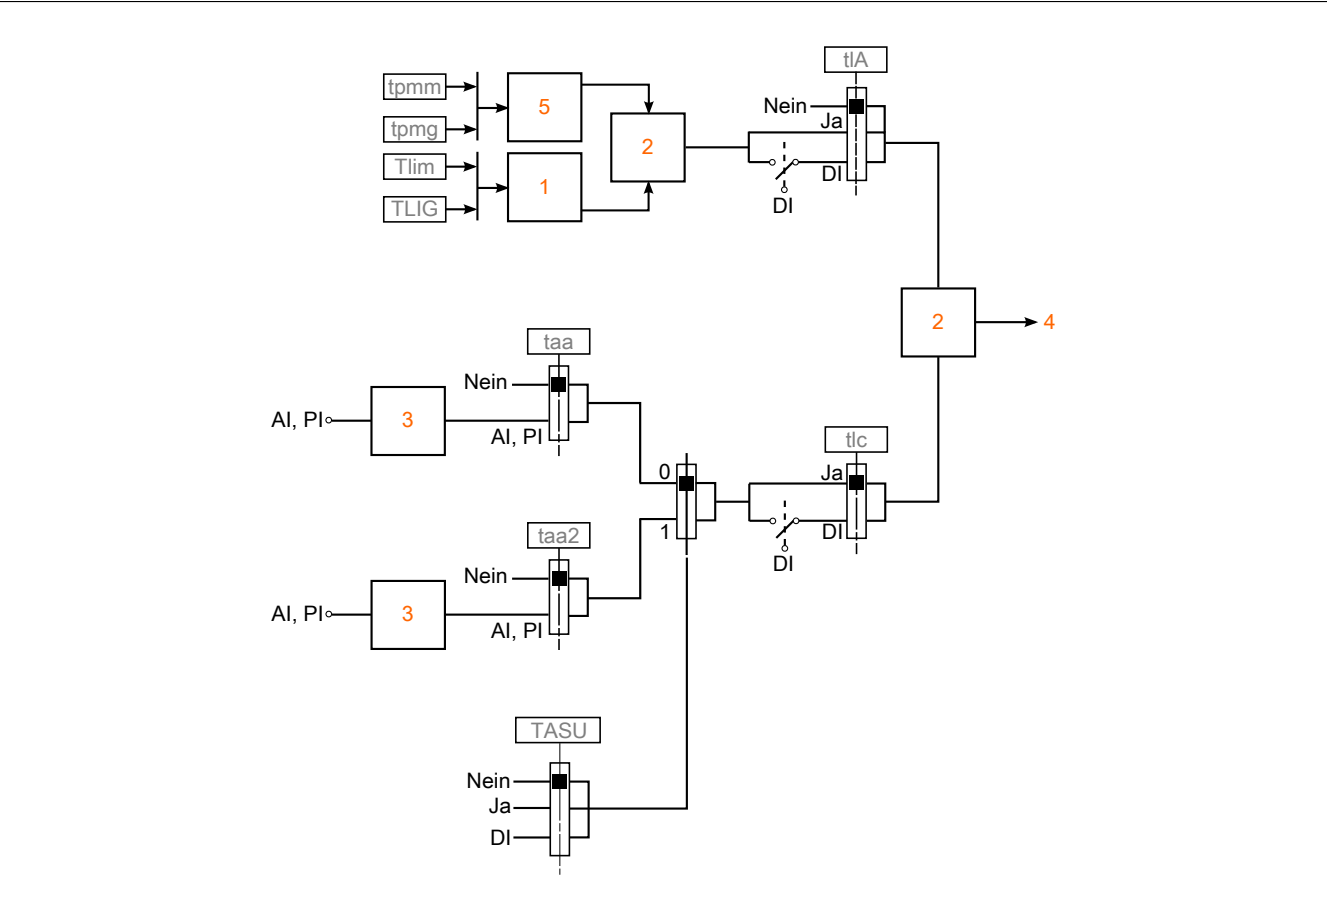 tlA
tpmm
5
Nein
Ja
tpmg
2
Tlim
1
DI
TLIG
DI
2
4
taa
Nein
AI, PI
3
AI, PI
tlc
0
Ja
1
DI
taa2
DI
Nein
AI, PI
3
AI, PI
TASU
Nein
Ja
DI